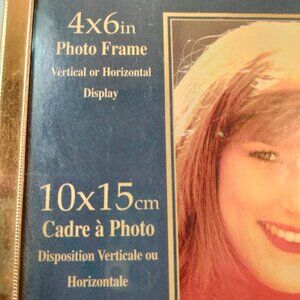 4x6in
Photo Frame
Vertical or Horizontal
Display
10x15cm
Cadre à Photo
Disposition Verticale ou
Horizontale